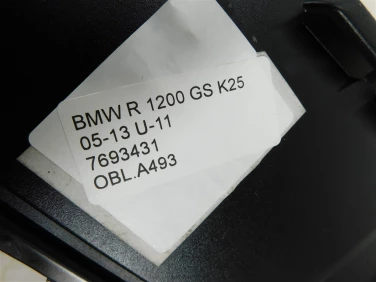 BMW R 1200 GS K25
05-13 U-11
7693431
OBL.A493